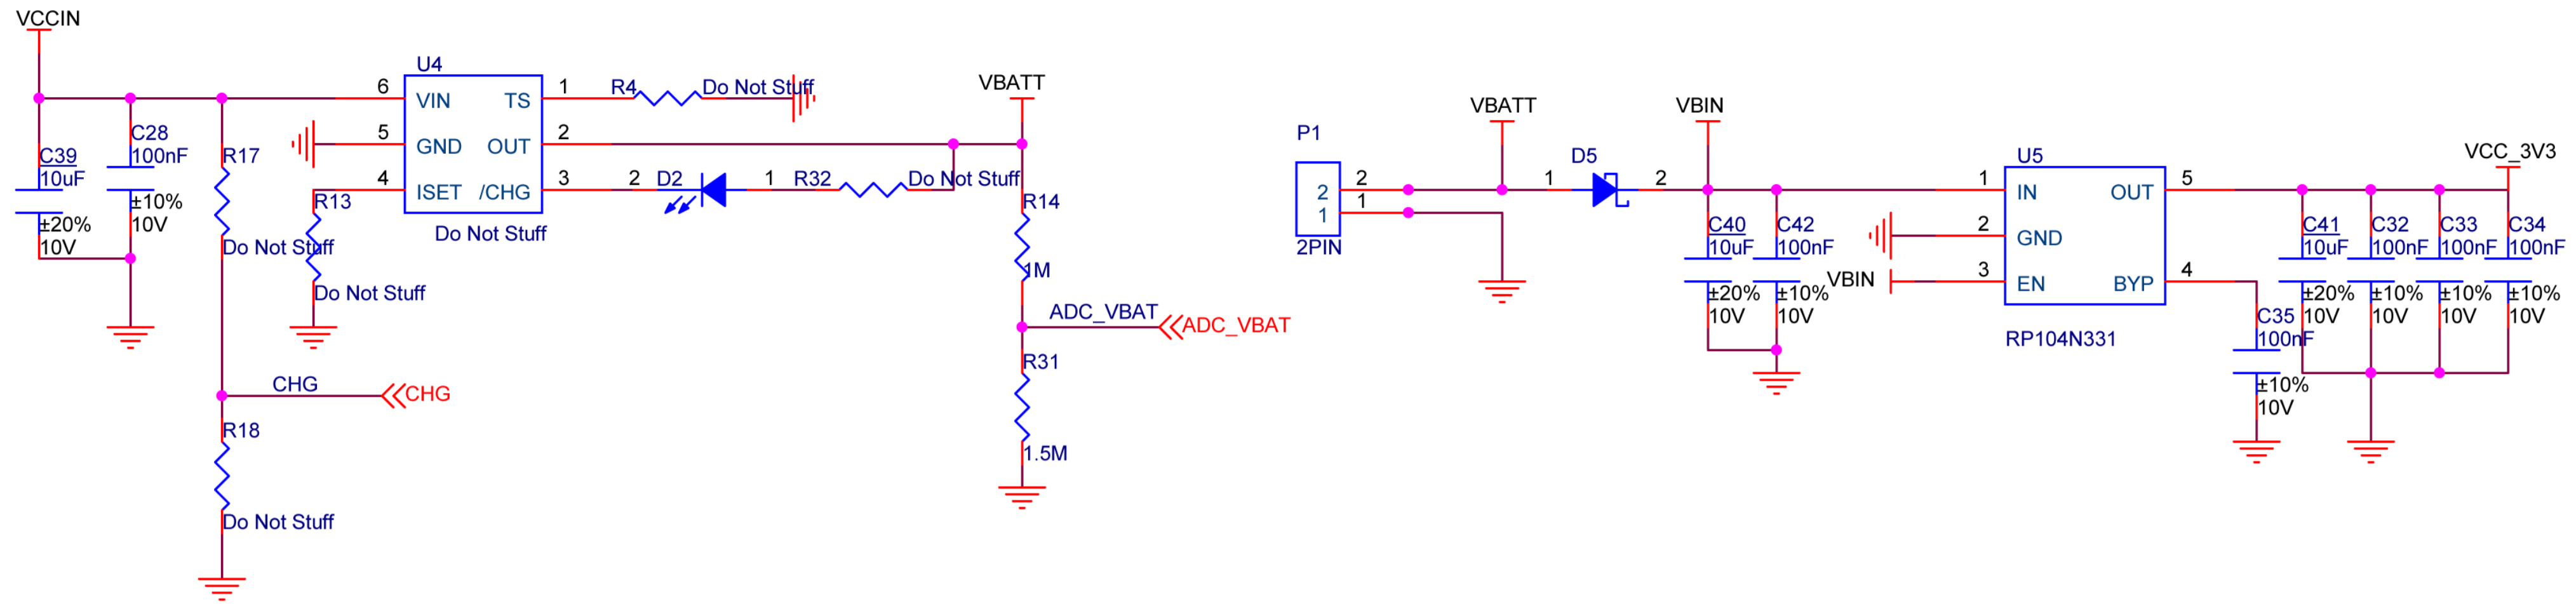 VCCIN
C39
10uF
±20%
10V
C28
100nF
±10%
10V
R17
Do Not Stuff
CHG
CHG
R18
Do Not Stuff
R13
Do Not Stuff
U4
6
VIN
TS
1
5
GND
OUT
2
4
ISET
/CHG
3
Do Not Stuff
R4
Do Not Stuff
2
D2
1
R32
Do Not Stuff
VBATT
R14
1M
ADC_VBAT
ADC_VBAT
R31
1.5M
P1
2
2
1
1
2PIN
VBATT
1
D5
2
VBIN
C40
10uF
±20%
10V
C42
100nF
±10%
10V
VBIN
U5
1
IN
OUT
5
2
GND
3
EN
BYP
4
RP104N331
C35
100nF
±10%
10V
VCC_3V3
C41
10uF
±20%
10V
C32
100nF
±10%
10V
C33
100nF
±10%
10V
C34
100nF
±10%
10V